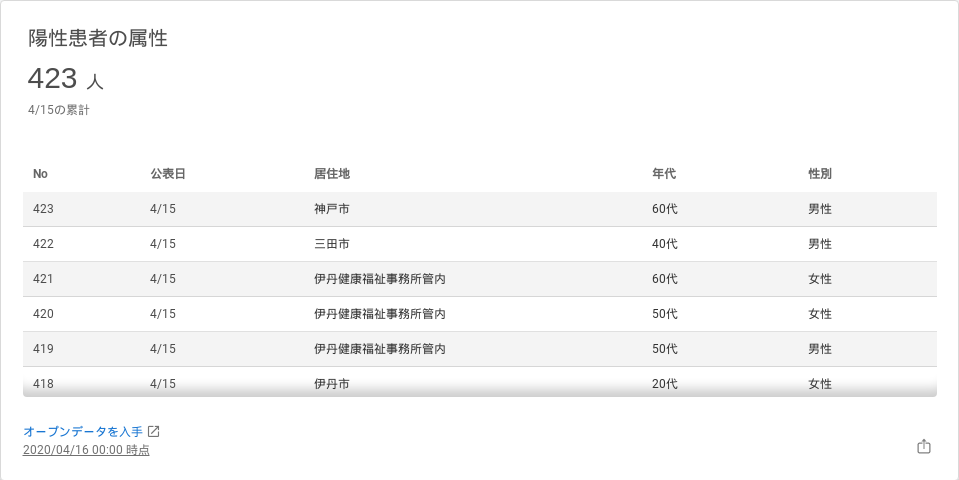 陽性患者の属性
423 人
4/15の累計
No 公表日 居住地 年代 性別
423 4/15 神戸市 60代 男性
422 4/15 三田市 40代 男性
421 4/15 伊丹健康福祉事務所管内 60代 女性
420 4/15 伊丹健康福祉事務所管内 50代 女性
419 4/15 伊丹健康福祉事務所管内 50代 男性
418 4/15 伊丹市 20代 女性
オープンデータを入手
2020/04/16 00:00 時点